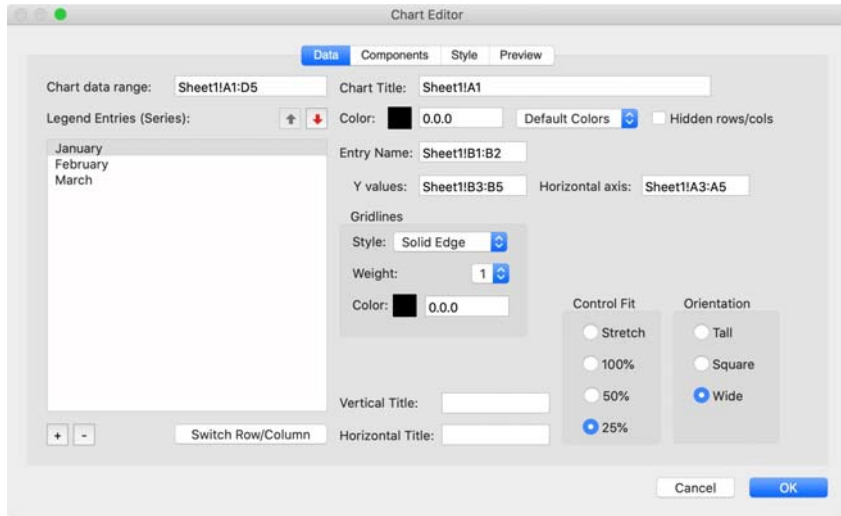 Chart Editor
Data Components Style Preview
Chart data range: Sheet1!A1:D5 Chart Title: Sheet1!A1
Legend Entries (Series): Color: 0.0.0 Default Colors Hidden rows/cols
January
February
March
Entry Name: Sheet1!B1:B2
Y values: Sheet1!B3:B5 Horizontal axis: Sheet1!A3:A5
Gridlines
Style: Solid Edge
Weight: 1
Color: 0.0.0
Control Fit
Stretch
100%
50%
25%
Orientation
Tall
Square
Wide
Vertical Title:
+ - Switch Row/Column Horizontal Title:
Cancel OK